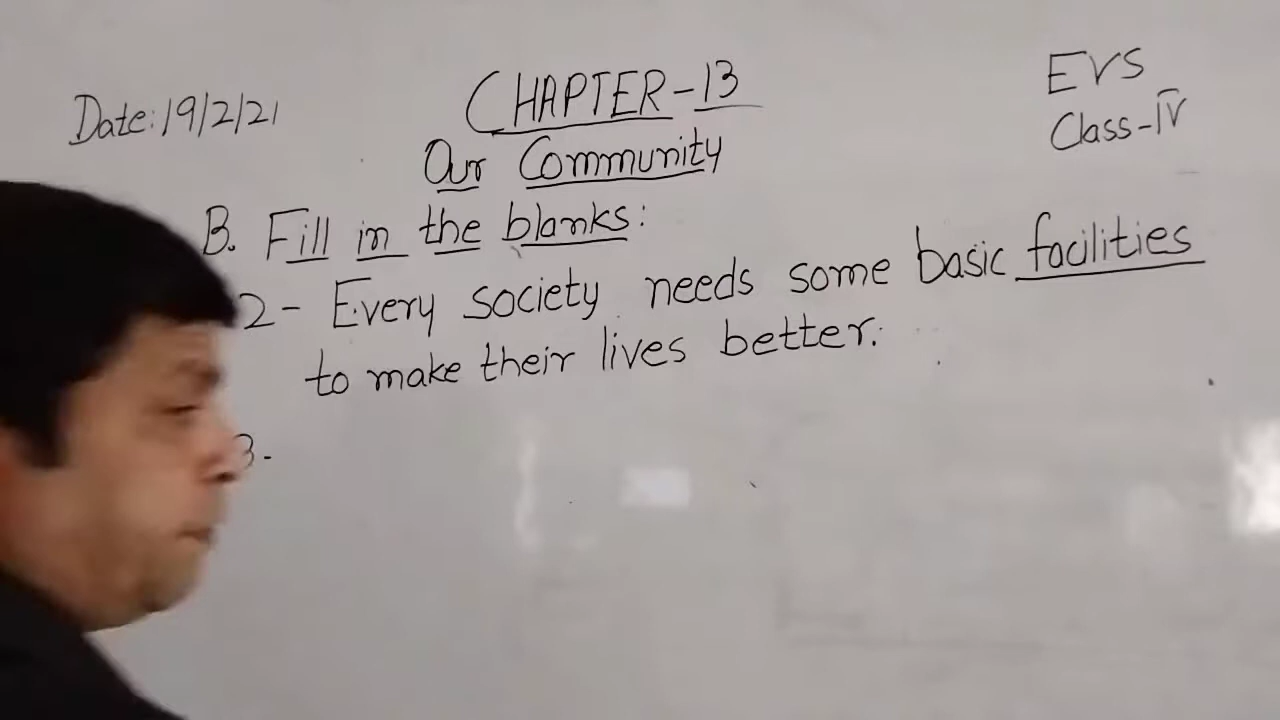 Date: 19/2/21
CHAPTER-13
EVS
Class-IV
Our Community
B. Fill in the blanks:
2- Every society needs some basic facilities
to make their lives better.
3-